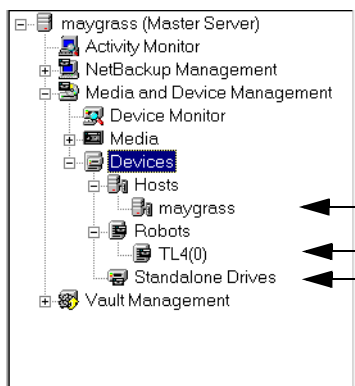 maygrass (Master Server)
Activity Monitor
NetBackup Management
Media and Device Management
Device Monitor
Media
Devices
Hosts
maygrass
Robots
TL4(0)
Standalone Drives
Vault Management